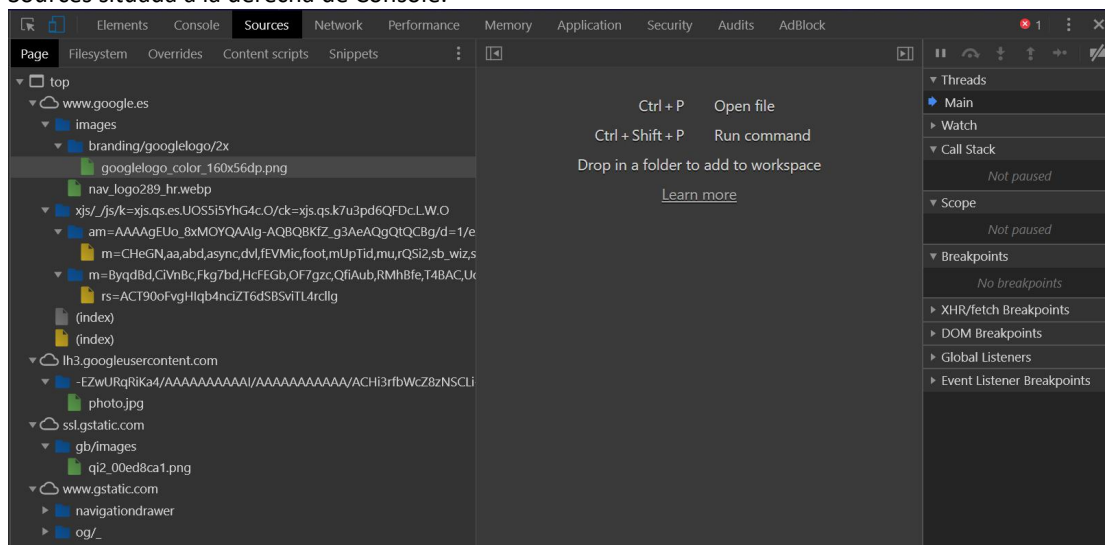 Sources situada a la derecha de Console.
Elements Console Sources Network Performance Memory Application Security Audits AdBlock 1
Page Filesystem Overrides Content scripts Snippets
top
www.google.es
images
branding/googlelogo/2x
googlelogo_color_160x56dp.png
nav_logo289_hr.webp
xjs/_/js/k=xjs.qs.es.UOS5i5YhG4c.O/ck=xjs.qs.k7u3pd6QFDc.L.W.O
am=AAAAgEUo_8xMOYQAAIg-AQBQBKfZ_g3AeAQgQtQCBg/d=1/e
m=CHeGN,aa,abd,async,dvl,fEVMic,foot,mUpTid,mu,rQSi2,sb_wiz,s
m=ByqdBd,CiVnBc,Fkg7bd,HcFEGb,OF7gzc,QfiAub,RMhBfe,T4BAC,Uc
rs=ACT90oFvgHIqb4nciZT6dSBSviTL4rcllg
(index)
(index)
lh3.googleusercontent.com
-EZwURqRiKa4/AAAAAAAAAAI/AAAAAAAAAAA/ACHi3rfbWcZ8zNSCLi
photo.jpg
ssl.gstatic.com
gb/images
qi2_00ed8ca1.png
www.gstatic.com
navigationdrawer
og/_
Ctrl + P Open file
Ctrl + Shift + P Run command
Drop in a folder to add to workspace
Learn more
Threads
Main
Watch
Call Stack
Not paused
Scope
Not paused
Breakpoints
No breakpoints
XHR/fetch Breakpoints
DOM Breakpoints
Global Listeners
Event Listener Breakpoints